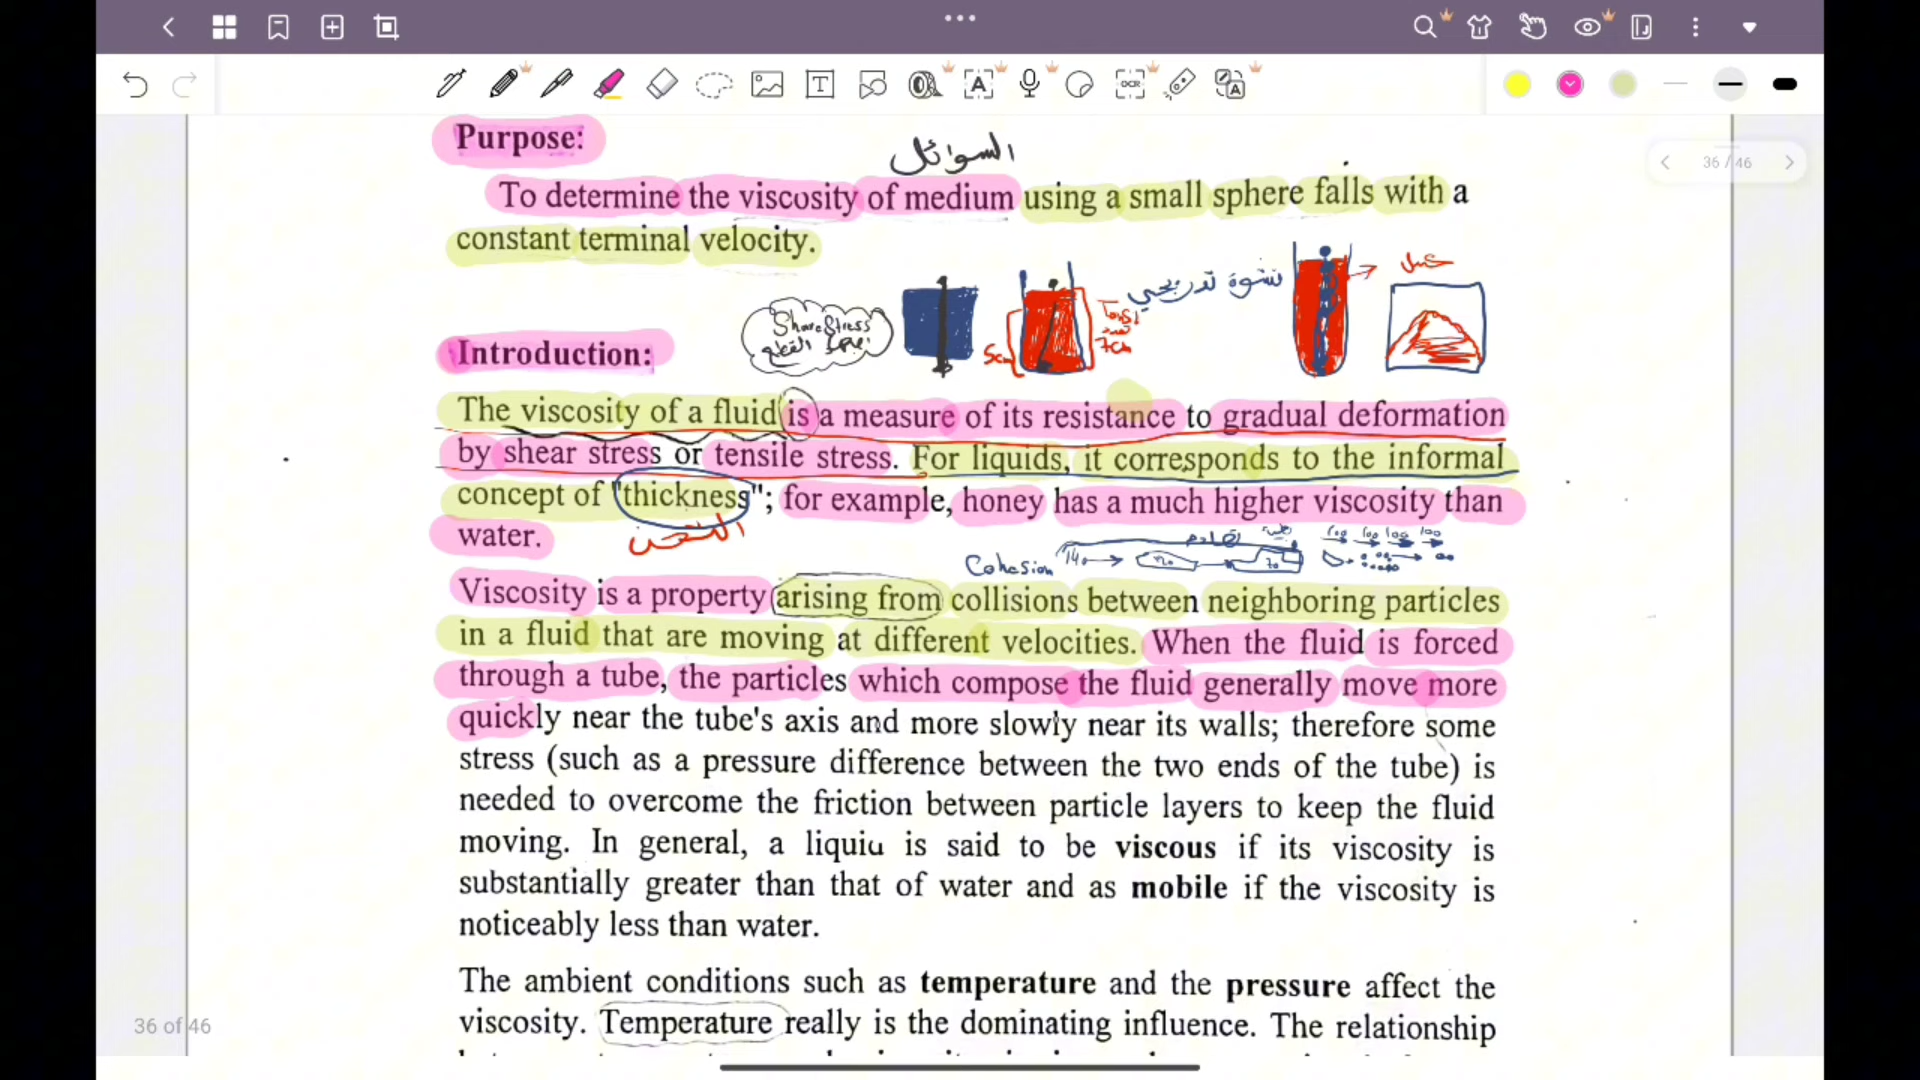 36 / 46
Purpose:
السوائل
To determine the viscosity of medium using a small sphere falls with a
constant terminal velocity.
عسل
Share Stress
5cm
7cm
Introduction:
The viscosity of a fluid is a measure of its resistance to gradual deformation
by shear stress or tensile stress. For liquids, it corresponds to the informal
concept of "thickness"; for example, honey has a much higher viscosity than
water.
Cohesion
100 100 100 100
Viscosity is a property arising from collisions between neighboring particles
in a fluid that are moving at different velocities. When the fluid is forced
through a tube, the particles which compose the fluid generally move more
quickly near the tube's axis and more slowly near its walls; therefore some
stress (such as a pressure difference between the two ends of the tube) is
needed to overcome the friction between particle layers to keep the fluid
moving. In general, a liquid is said to be viscous if its viscosity is
substantially greater than that of water and as mobile if the viscosity is
noticeably less than water.
The ambient conditions such as temperature and the pressure affect the
viscosity. Temperature really is the dominating influence. The relationship
36 of 46